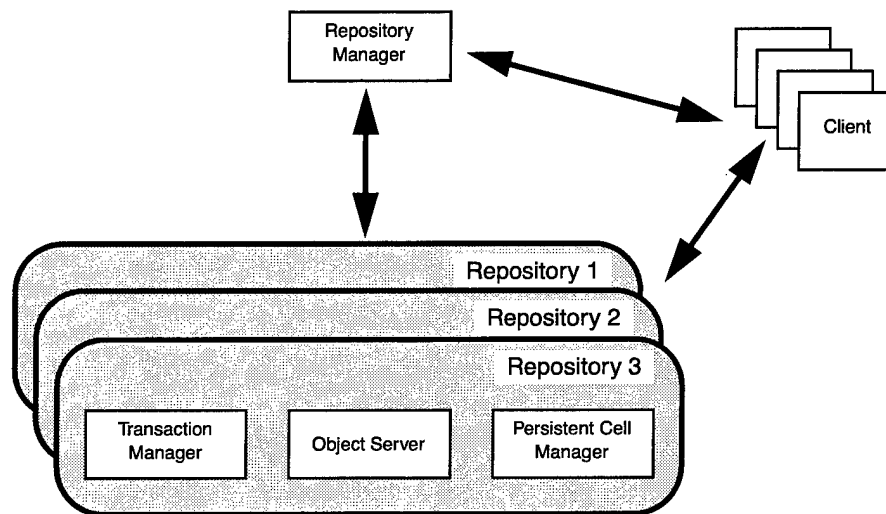 Repository
Manager
Client
Repository 1
Repository 2
Repository 3
Transaction
Manager
Object Server
Persistent Cell
Manager